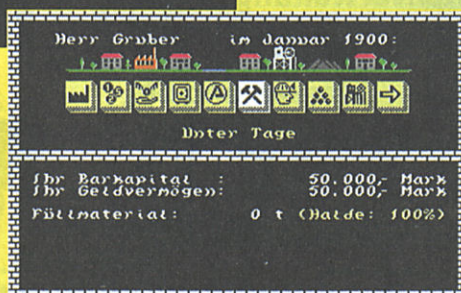 Herr Gruber im Januar 1900:
Unter Tage
Ihr Barkapital : 50.000,- Mark
Ihr Geldvermögen: 50.000,- Mark
Füllmaterial: 0 t (Halde: 100%)